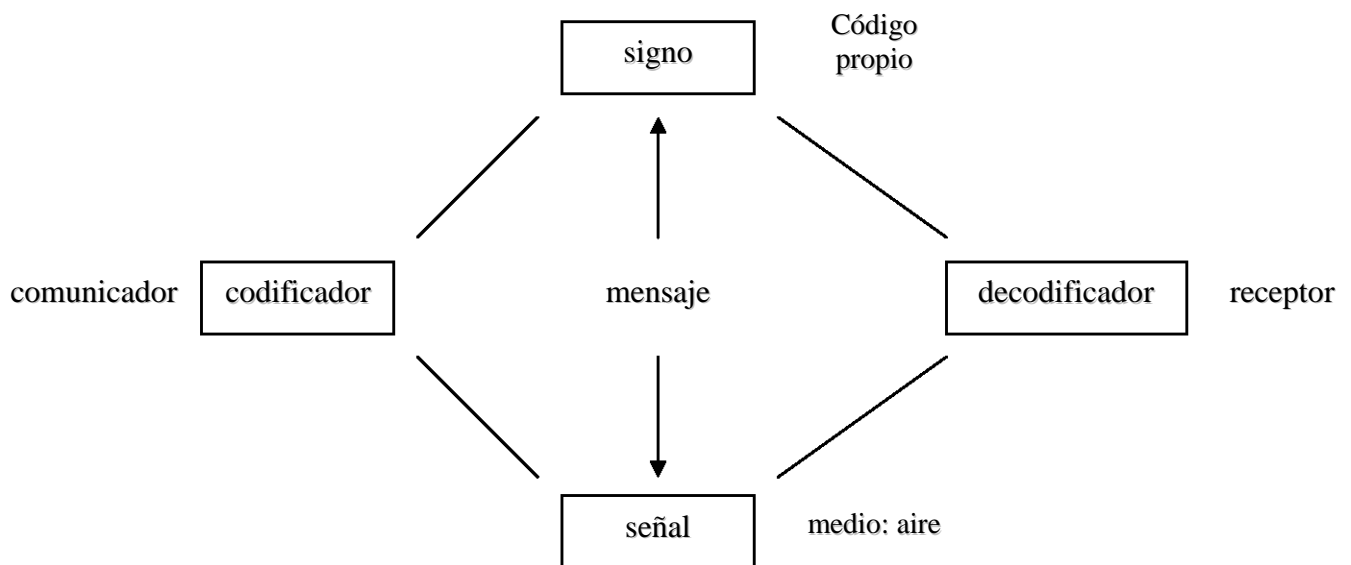 signo
Código
propio
comunicador
codificador
mensaje
decodificador
receptor
señal
medio: aire